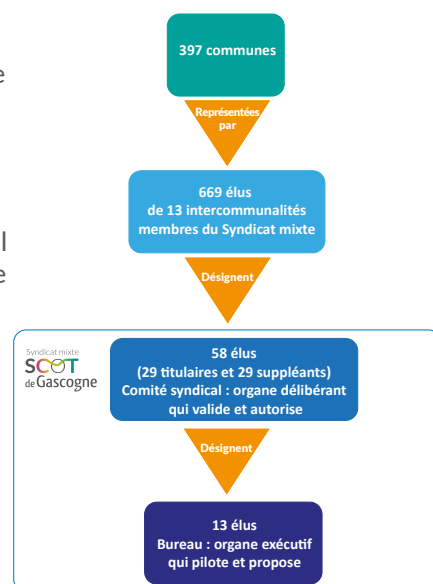 397 communes
e
Représentées
par
669 élus
de 13 intercommunalités
membres du Syndicat mixte
l
e
Désignent
Syndicat mixte
SCOT
de Gascogne
58 élus
(29 titulaires et 29 suppléants)
Comité syndical : organe délibérant
qui valide et autorise
Désignent
13 élus
Bureau : organe exécutif
qui pilote et propose